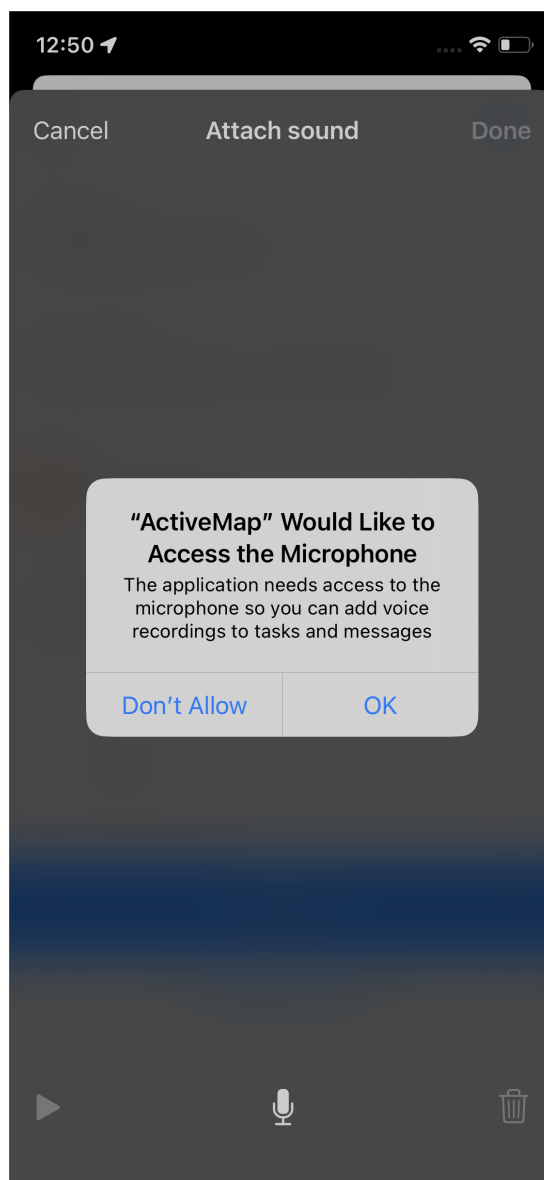 12:50
Cancel Attach sound Done
“ActiveMap” Would Like to
Access the Microphone
The application needs access to the
microphone so you can add voice
recordings to tasks and messages
Don’t Allow OK